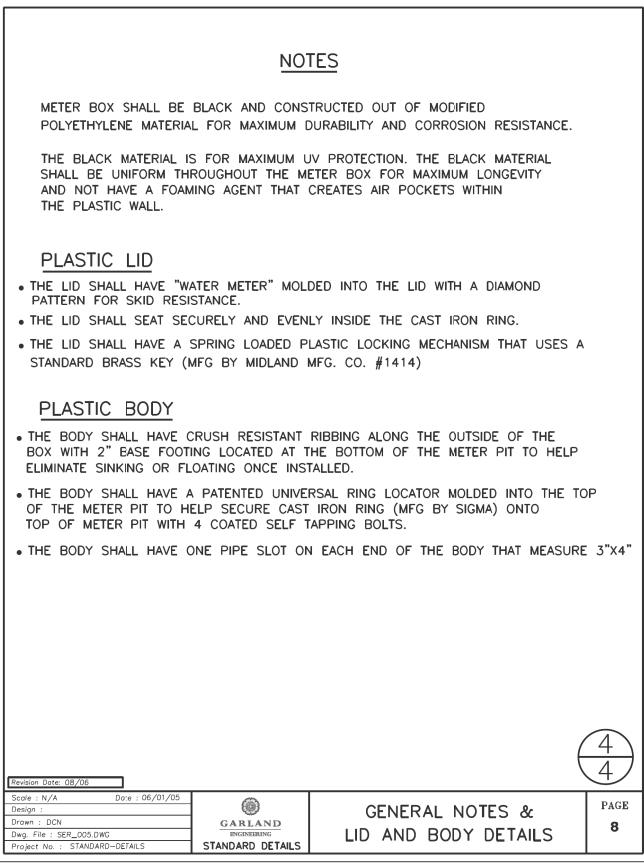 NOTES
METER BOX SHALL BE BLACK AND CONSTRUCTED OUT OF MODIFIED
POLYETHYLENE MATERIAL FOR MAXIMUM DURABILITY AND CORROSION RESISTANCE.
THE BLACK MATERIAL IS FOR MAXIMUM UV PROTECTION. THE BLACK MATERIAL
SHALL BE UNIFORM THROUGHOUT THE METER BOX FOR MAXIMUM LONGEVITY
AND NOT HAVE A FOAMING AGENT THAT CREATES AIR POCKETS WITHIN
THE PLASTIC WALL.
PLASTIC LID
• THE LID SHALL HAVE "WATER METER" MOLDED INTO THE LID WITH A DIAMOND
PATTERN FOR SKID RESISTANCE.
• THE LID SHALL SEAT SECURELY AND EVENLY INSIDE THE CAST IRON RING.
• THE LID SHALL HAVE A SPRING LOADED PLASTIC LOCKING MECHANISM THAT USES A
STANDARD BRASS KEY (MFG BY MIDLAND MFG. CO. #1414)
PLASTIC BODY
• THE BODY SHALL HAVE CRUSH RESISTANT RIBBING ALONG THE OUTSIDE OF THE
BOX WITH 2" BASE FOOTING LOCATED AT THE BOTTOM OF THE METER PIT TO HELP
ELIMINATE SINKING OR FLOATING ONCE INSTALLED.
• THE BODY SHALL HAVE A PATENTED UNIVERSAL RING LOCATOR MOLDED INTO THE TOP
OF THE METER PIT TO HELP SECURE CAST IRON RING (MFG BY SIGMA) ONTO
TOP OF METER PIT WITH 4 COATED SELF TAPPING BOLTS.
• THE BODY SHALL HAVE ONE PIPE SLOT ON EACH END OF THE BODY THAT MEASURE 3"X4"
4
4
Revision Date: 08/06
Scale : N/A Date : 06/01/05
Design :
Drawn : DCN
Dwg. File : SER_005.DWG
Project No. : STANDARD-DETAILS
GARLAND
ENGINEERING
STANDARD DETAILS
GENERAL NOTES &
LID AND BODY DETAILS
PAGE
8